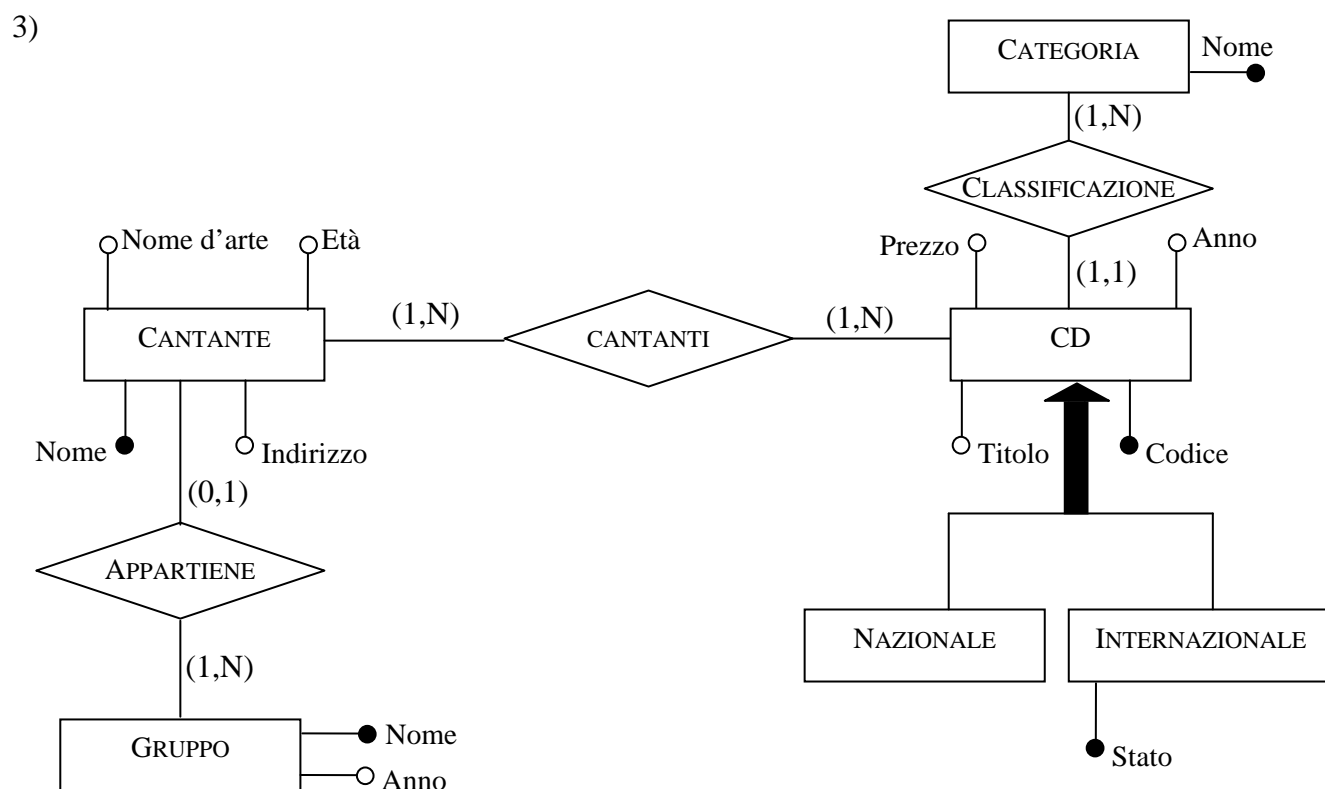 3)
CATEGORIA
Nome
(1,N)
CLASSIFICAZIONE
Nome d'arte
Età
Prezzo
Anno
(1,1)
CANTANTE
(1,N)
CANTANTI
(1,N)
CD
Nome
Indirizzo
Titolo
Codice
(0,1)
APPARTIENE
NAZIONALE
INTERNAZIONALE
(1,N)
GRUPPO
Nome
Anno
Stato